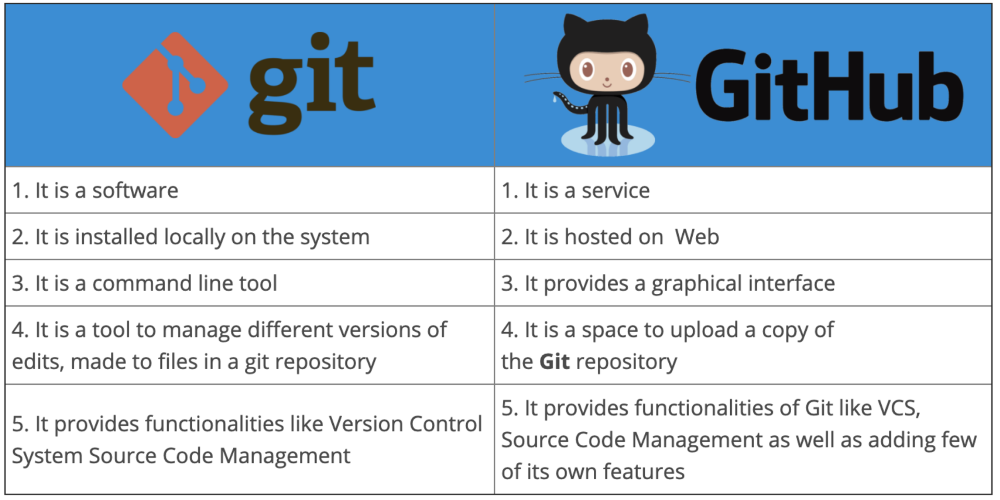 git
GitHub
1. It is a software
1. It is a service
2. It is installed locally on the system
2. It is hosted on  Web
3. It is a command line tool
3. It provides a graphical interface
4. It is a tool to manage different versions of
edits, made to files in a git repository
4. It is a space to upload a copy of
the Git repository
5. It provides functionalities like Version Control
System Source Code Management
5. It provides functionalities of Git like VCS,
Source Code Management as well as adding few
of its own features